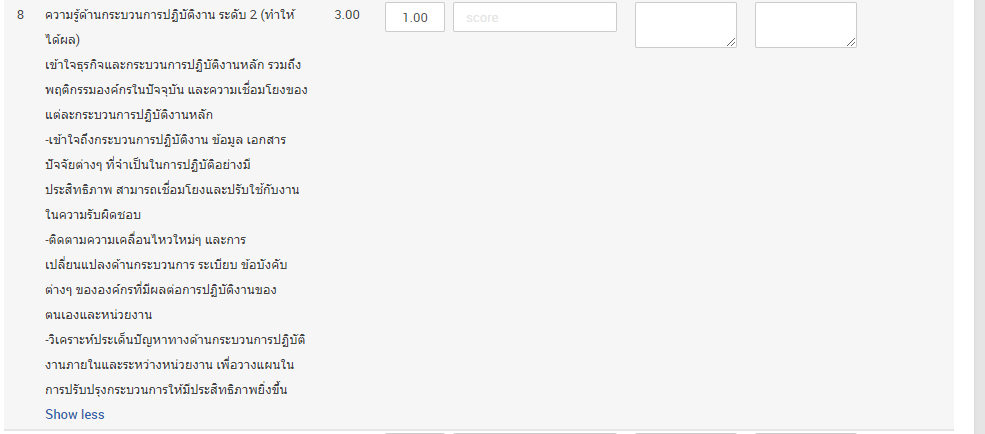 8 ความรู้ด้านกระบวนการปฏิบัติงาน ระดับ 2 (ทำให้ 3.00 1.00 score
ได้ผล)
เข้าใจธุรกิจและกระบวนการปฏิบัติงานหลัก รวมถึง
พฤติกรรมองค์กรในปัจจุบัน และความเชื่อมโยงของ
แต่ละกระบวนการปฏิบัติงานหลัก
-เข้าใจถึงกระบวนการปฏิบัติงาน ข้อมูล เอกสาร
ปัจจัยต่างๆ ที่จำเป็นในการปฏิบัติอย่างมี
ประสิทธิภาพ สามารถเชื่อมโยงและปรับใช้กับงาน
ในความรับผิดชอบ
-ติดตามความเคลื่อนไหวใหม่ๆ และการ
เปลี่ยนแปลงด้านกระบวนการ ระเบียบ ข้อบังคับ
ต่างๆ ขององค์กรที่มีผลต่อการปฏิบัติงานของ
ตนเองและหน่วยงาน
-วิเคราะห์ประเด็นปัญหาทางด้านกระบวนการปฏิบัติ
งานภายในและระหว่างหน่วยงาน เพื่อวางแผนใน
การปรับปรุงกระบวนการให้มีประสิทธิภาพยิ่งขึ้น
Show less